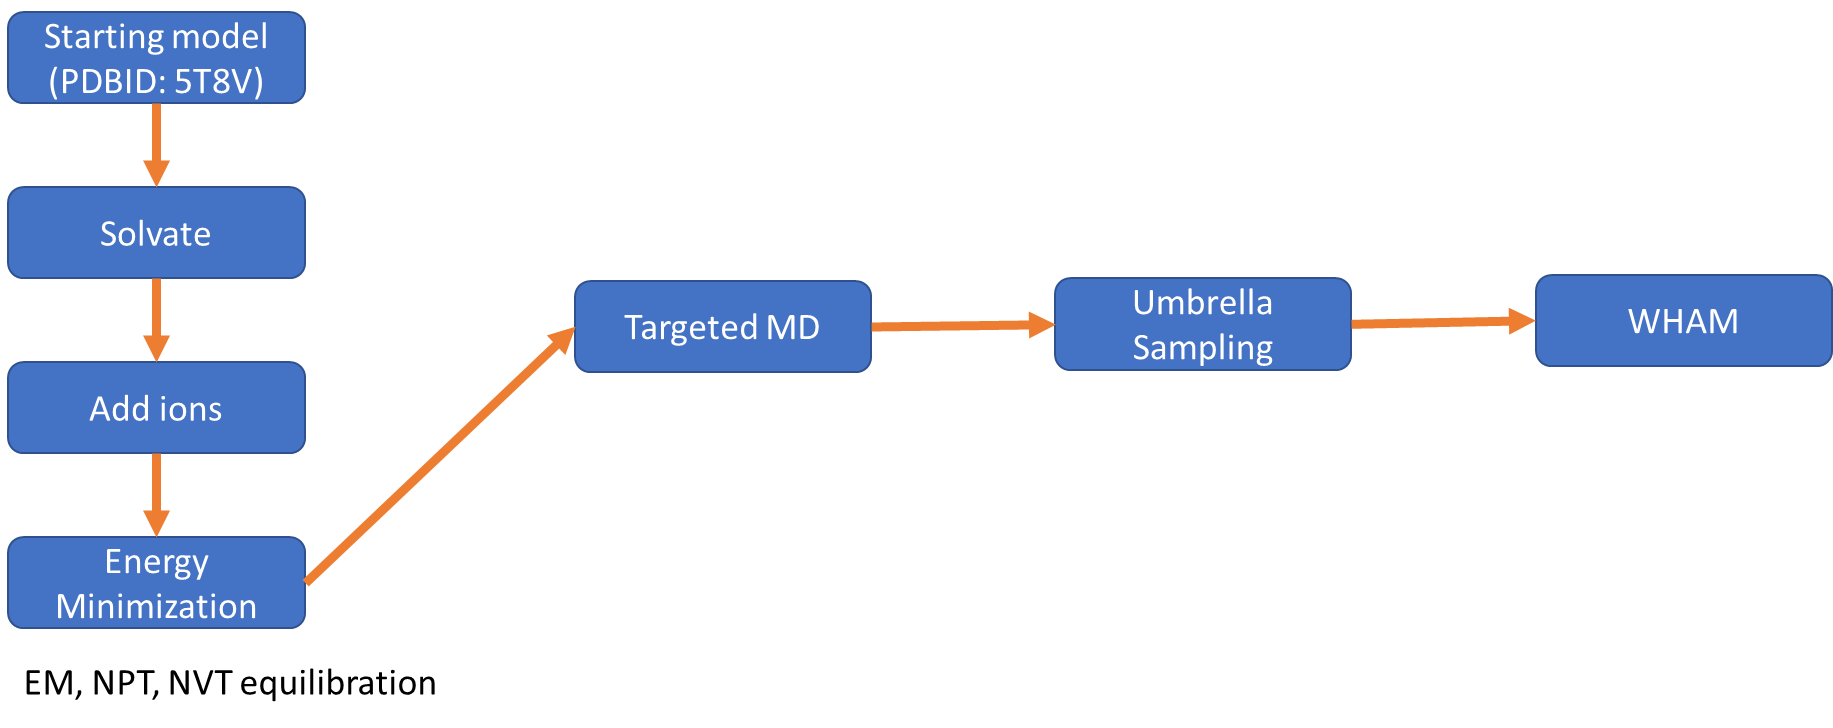 Starting model
(PDBID: 5T8V)
Solvate
Add ions
Energy
Minimization
EM, NPT, NVT equilibration
Targeted MD
Umbrella
Sampling
WHAM